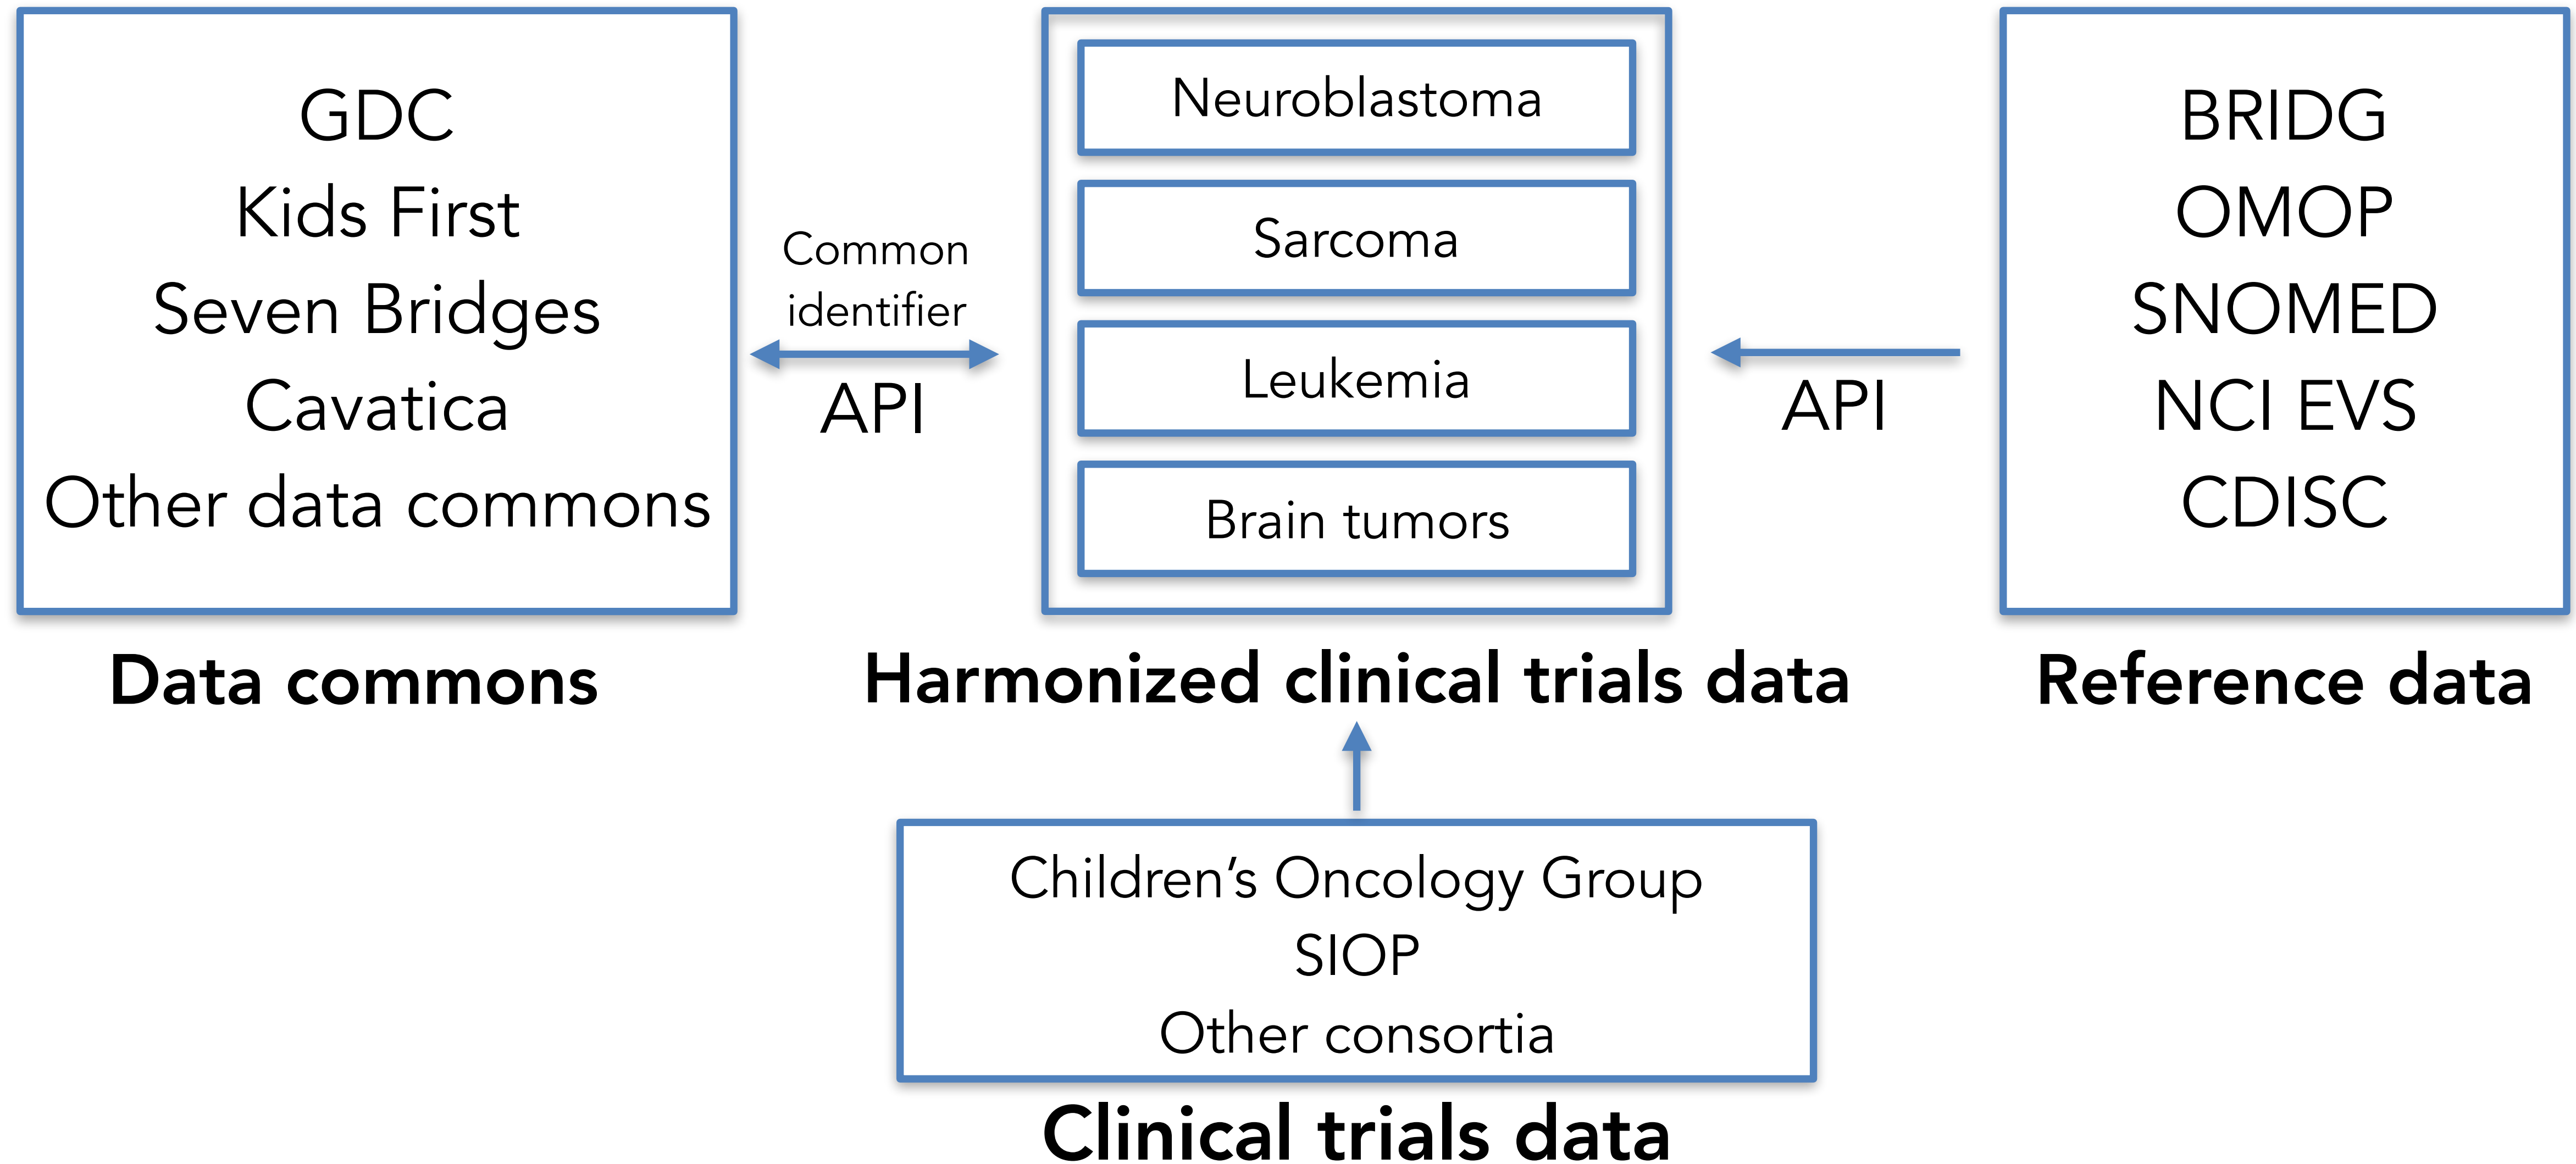 GDC
Kids First
Seven Bridges
Cavatica
Other data commons
Data commons
Common
identifier
API
Neuroblastoma
Sarcoma
Leukemia
Brain tumors
Harmonized clinical trials data
API
BRIDG
OMOP
SNOMED
NCI EVS
CDISC
Reference data
Children’s Oncology Group
SIOP
Other consortia
Clinical trials data